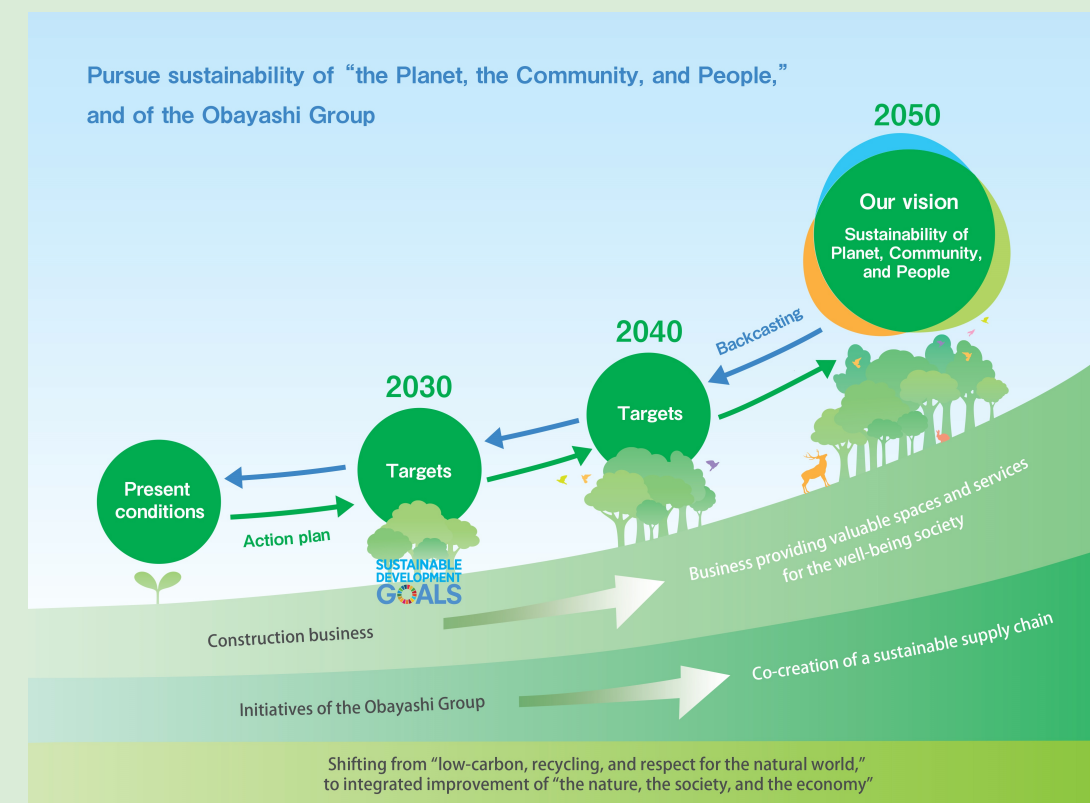 Pursue sustainability of “the Planet, the Community, and People,”
and of the Obayashi Group
2050
Our vision
Sustainability of
Planet, Community,
and People
Backcasting
2040
Targets
2030
Targets
Present
conditions
Action plan
SUSTAINABLE
DEVELOPMENT
GOALS
Business providing valuable spaces and services
for the well-being society
Construction business
Co-creation of a sustainable supply chain
Initiatives of the Obayashi Group
Shifting from “low-carbon, recycling, and respect for the natural world,”
to integrated improvement of “the nature, the society, and the economy”